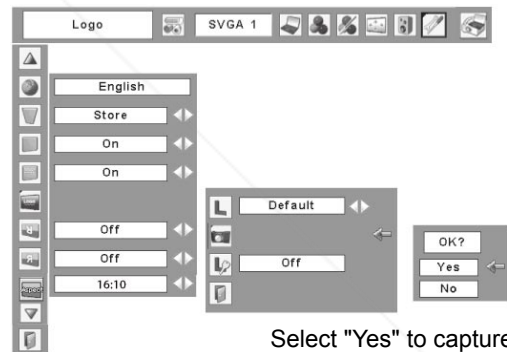 Logo
SVGA 1
English
Store
On
On
Off
Off
16:10
Default
Off
OK?
Yes
No
Select "Yes" to capture